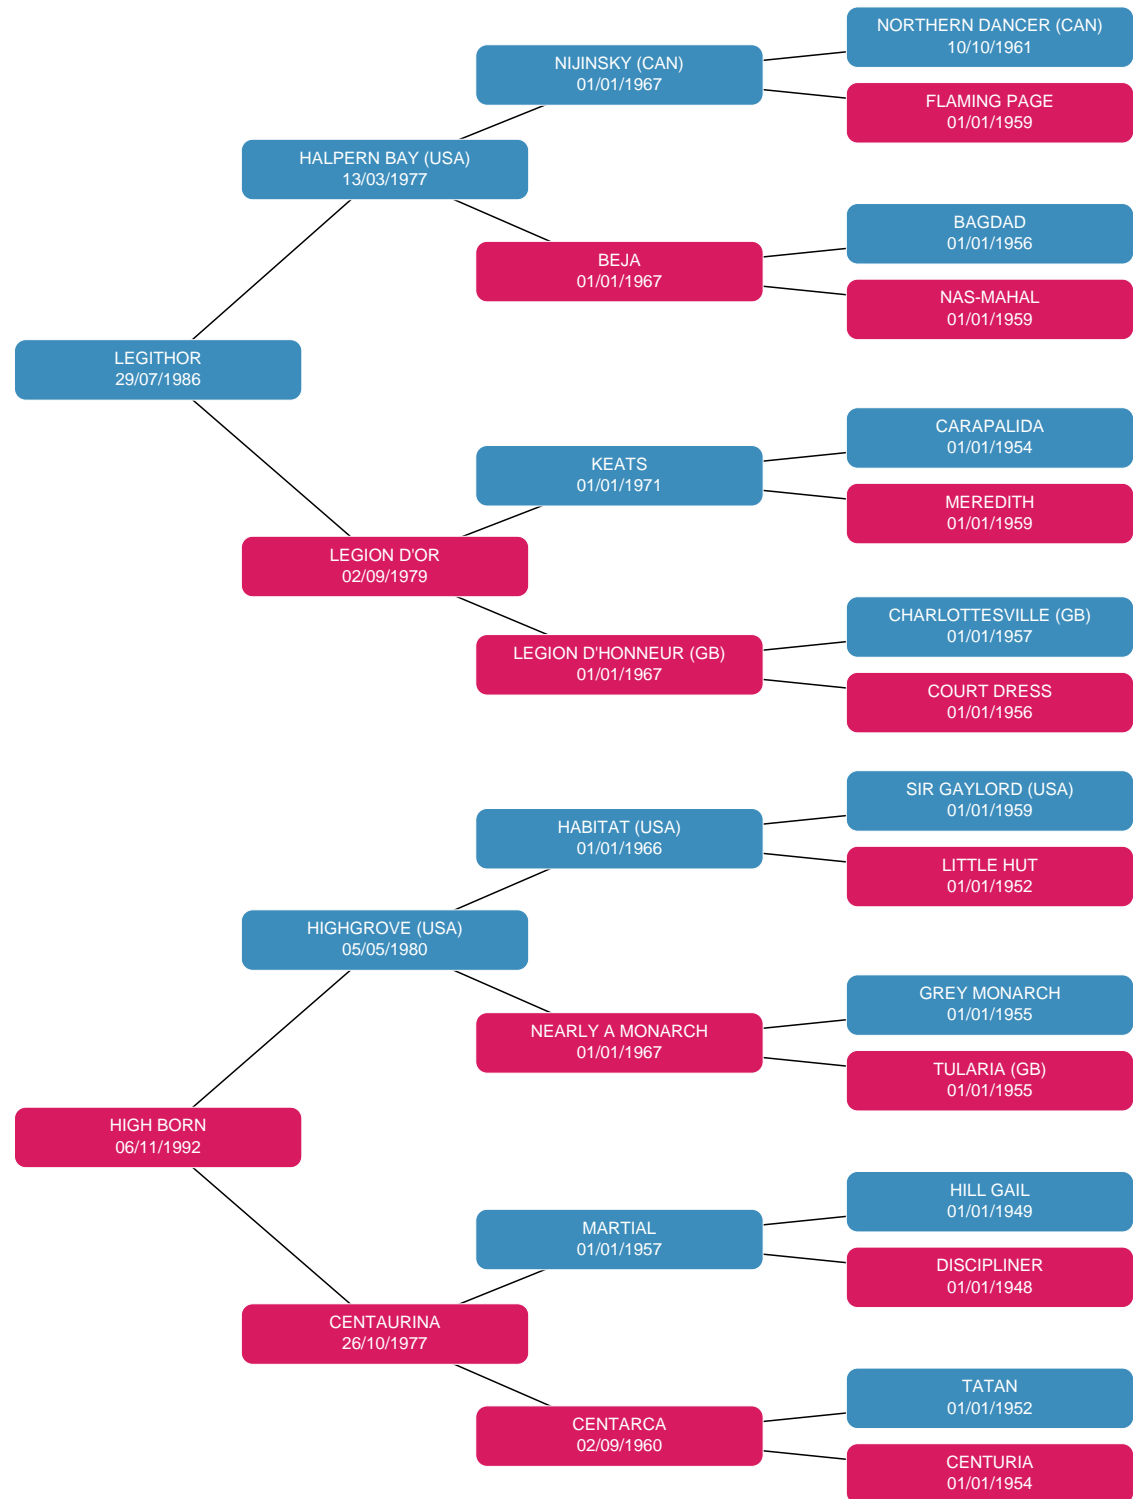 NORTHERN DANCER (CAN)
10/10/1961
NIJINSKY (CAN)
01/01/1967
FLAMING PAGE
01/01/1959
HALPERN BAY (USA)
13/03/1977
BAGDAD
01/01/1956
BEJA
01/01/1967
NAS-MAHAL
01/01/1959
LEGITHOR
29/07/1986
CARAPALIDA
01/01/1954
KEATS
01/01/1971
MEREDITH
01/01/1959
LEGION D'OR
02/09/1979
CHARLOTTESVILLE (GB)
01/01/1957
LEGION D'HONNEUR (GB)
01/01/1967
COURT DRESS
01/01/1956
SIR GAYLORD (USA)
01/01/1959
HABITAT (USA)
01/01/1966
LITTLE HUT
01/01/1952
HIGHGROVE (USA)
05/05/1980
GREY MONARCH
01/01/1955
NEARLY A MONARCH
01/01/1967
TULARIA (GB)
01/01/1955
HIGH BORN
06/11/1992
HILL GAIL
01/01/1949
MARTIAL
01/01/1957
DISCIPLINER
01/01/1948
CENTAURINA
26/10/1977
TATAN
01/01/1952
CENTARCA
02/09/1960
CENTURIA
01/01/1954